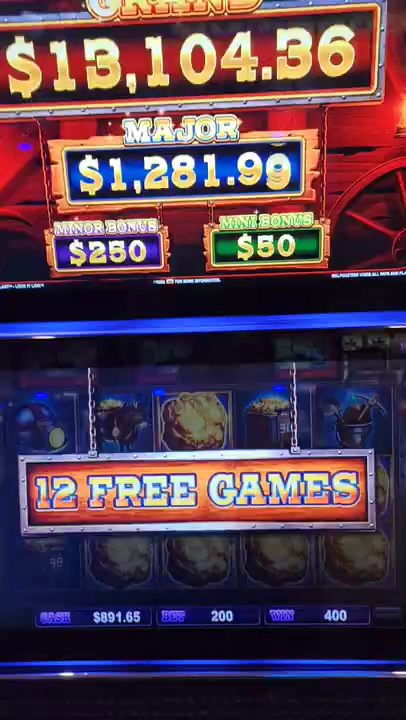 GRAND
$13,104.36
MAJOR
$1,281.99
MINOR BONUS
$250
MINI BONUS
$50
12 FREE GAMES
CASH $891.65 BET 200 WIN 400